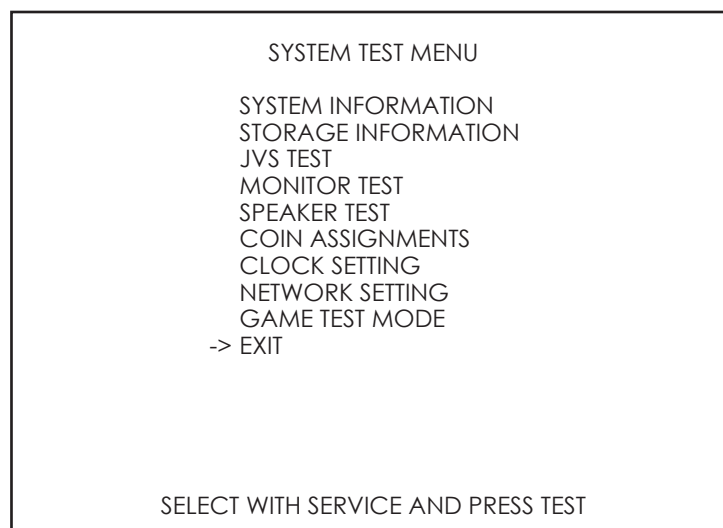 SYSTEM TEST MENU
SYSTEM INFORMATION
STORAGE INFORMATION
JVS TEST
MONITOR TEST
SPEAKER TEST
COIN ASSIGNMENTS
CLOCK SETTING
NETWORK SETTING
GAME TEST MODE
-> EXIT
SELECT WITH SERVICE AND PRESS TEST